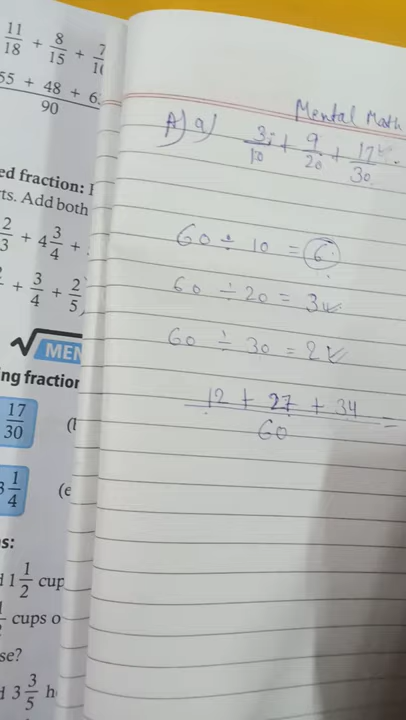 11/18 + 8/15 + 7/
55 + 48 + 6
90
ed fraction:
ts. Add both
2/3 + 4 3/4 +
+ 3/4 + 2/5,
√ MEN
ng fraction
17/30
3 1/4 (e
s:
1 1/2 cup
cups o
se?
3 3/5 h
Mental Math
A) a) 3/10 + 9/20 + 17/30
60 ÷ 10 = 6
60 ÷ 20 = 3
60 ÷ 30 = 2
12 + 27 + 34 =
60